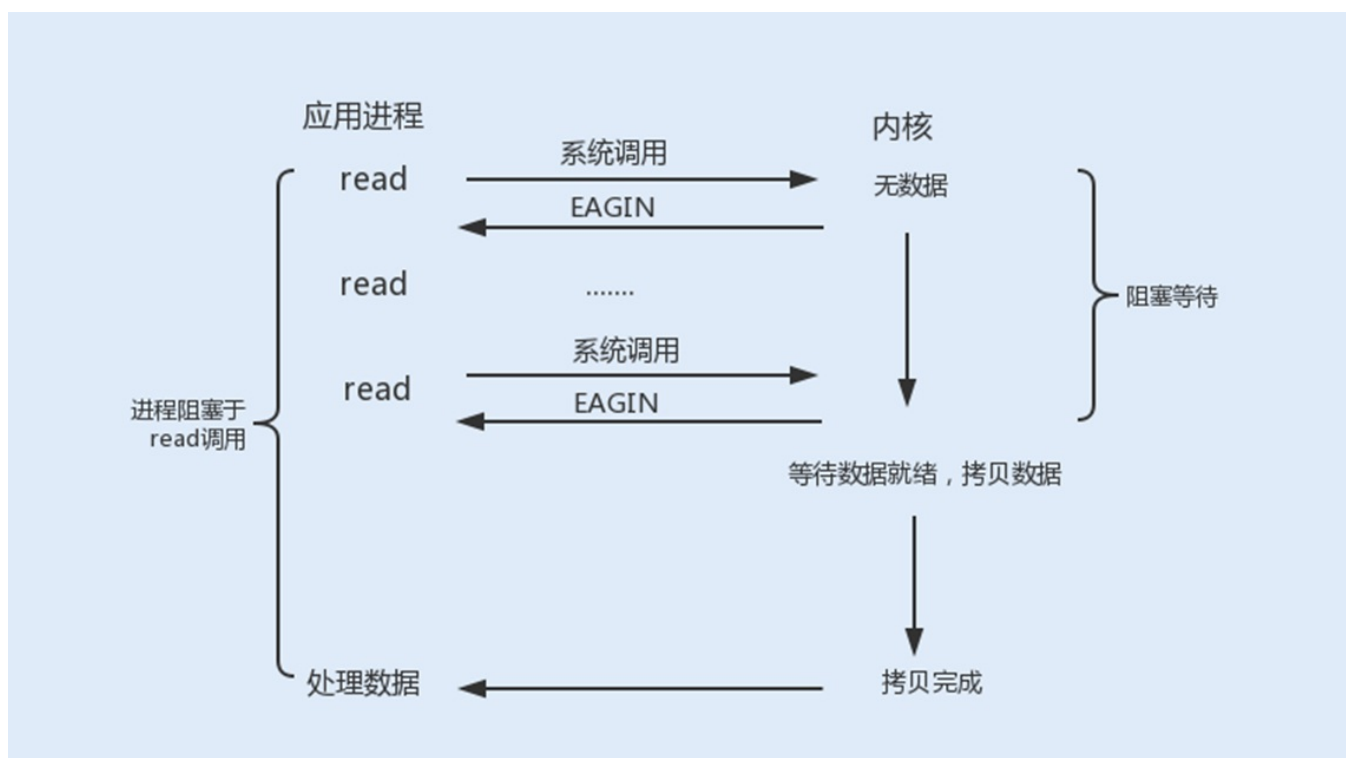 应用进程
内核
read
系统调用
无数据
EAGIN
read
.......
阻塞等待
系统调用
read
EAGIN
进程阻塞于
read调用
等待数据就绪，拷贝数据
处理数据
拷贝完成